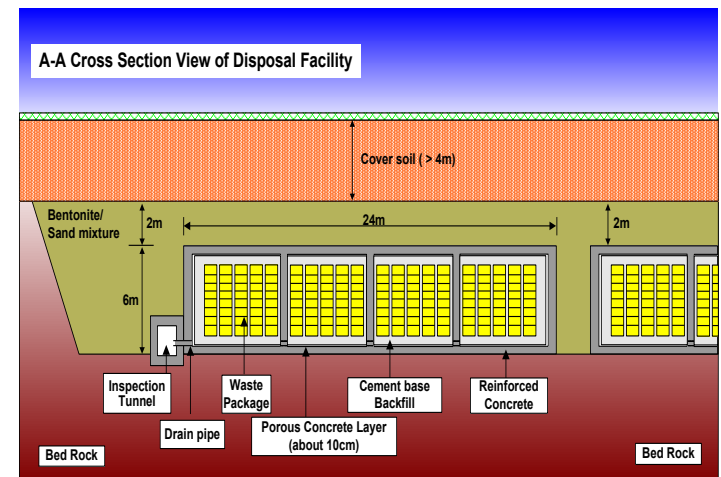 A-A Cross Section View of Disposal Facility
Cover soil ( > 4m)
Bentonite/
Sand mixture
2m
24m
2m
6m
Inspection
Tunnel
Waste
Package
Cement base
Backfill
Reinforced
Concrete
Drain pipe
Porous Concrete Layer
(about 10cm)
Bed Rock
Bed Rock